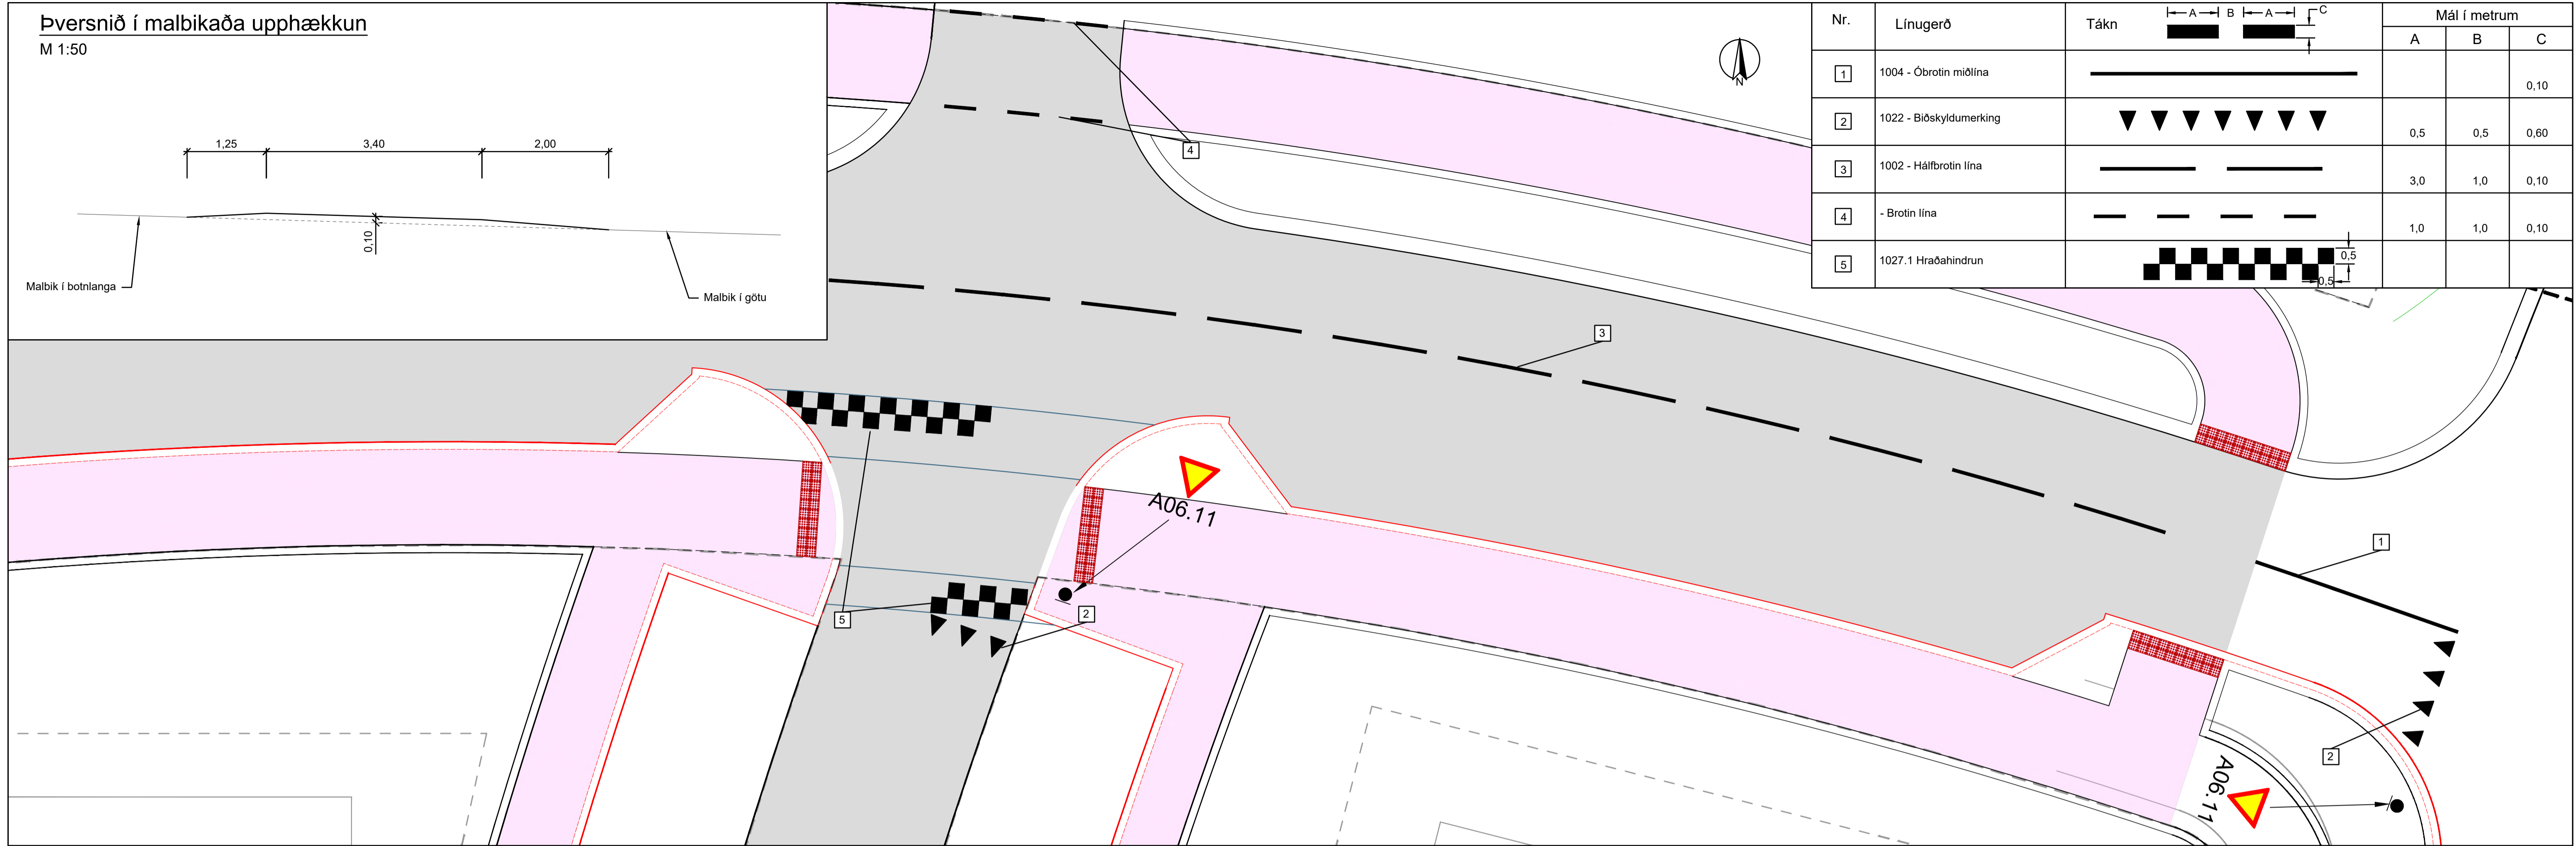 Þversnið í malbikaða upphækkun
M 1:50
1,25
3,40
2,00
0,10
Malbik í botnlanga
Malbik í götu
N
Nr.
Línugerð
Tákn
A
B
A
C
Mál í metrum
A
B
C
1
1004 - Óbrotin miðlína
0,10
2
1022 - Biðskyldumerking
0,5
0,5
0,60
3
1002 - Hálfbrotin lína
3,0
1,0
0,10
4
- Brotin lína
1,0
1,0
0,10
5
1027.1 Hraðahindrun
0,5
0,5
4
3
A06.11
1
5
2
2
A06.11